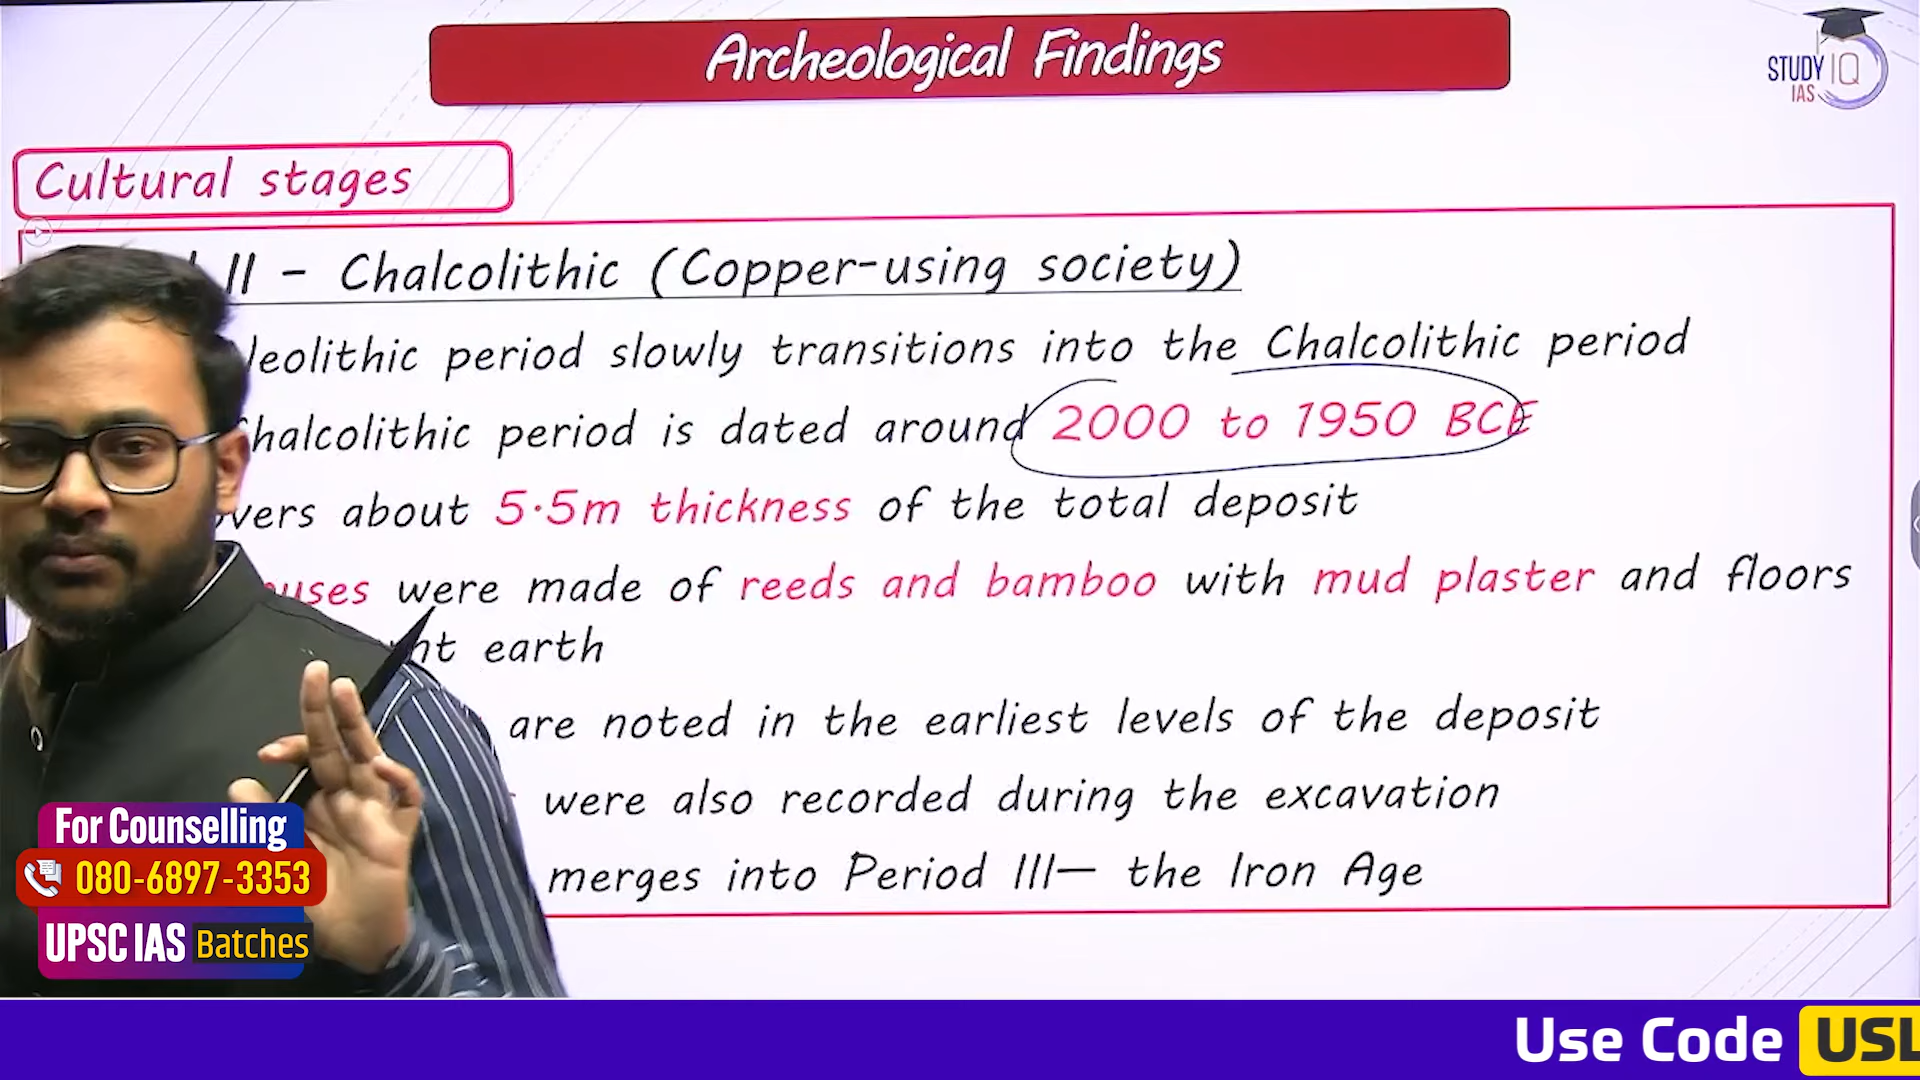 Archeological Findings
STUDY IQ
IAS
Cultural stages
II – Chalcolithic (Copper-using society)
period slowly transitions into the Chalcolithic period
period is dated around 2000 to 1950 BCE
about 5.5m thickness of the total deposit
were made of reeds and bamboo with mud plaster and floors
earth
are noted in the earliest levels of the deposit
were also recorded during the excavation
merges into Period III— the Iron Age
For Counselling
080-6897-3353
UPSC IAS Batches
Use Code USL